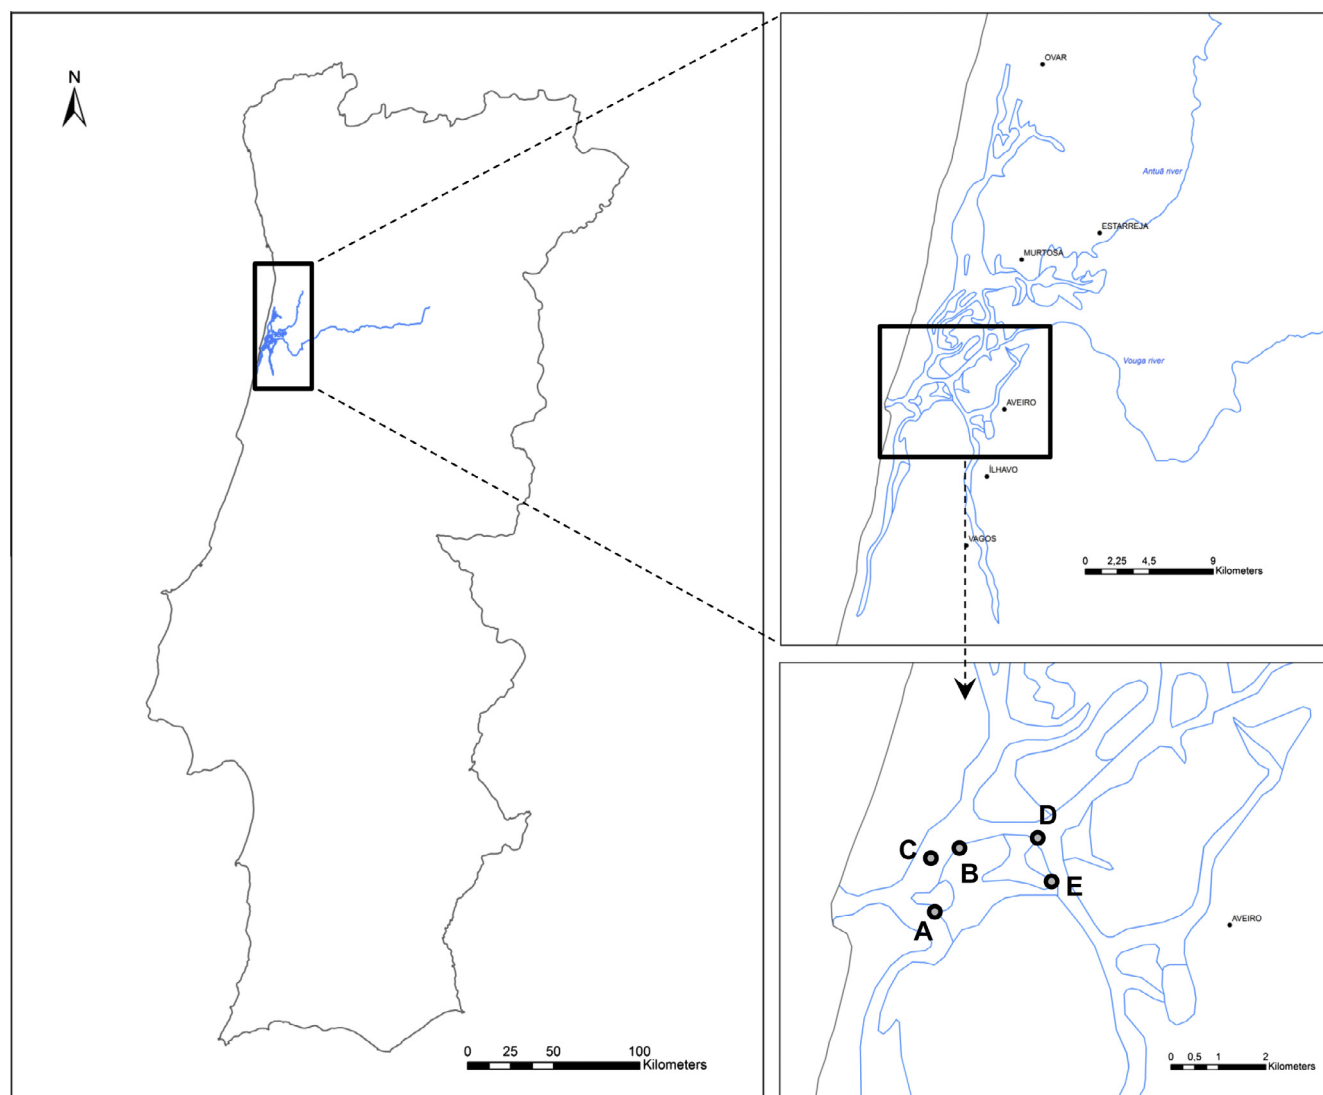 N
0 25 50 100
Kilometers
OVAR
Antuã river
ESTARREJA
MURTOSA
Vouga river
AVEIRO
ÍLHAVO
VAGOS
0 2,25 4,5 9
Kilometers
D
C
B
E
A
AVEIRO
0 0,5 1 2
Kilometers